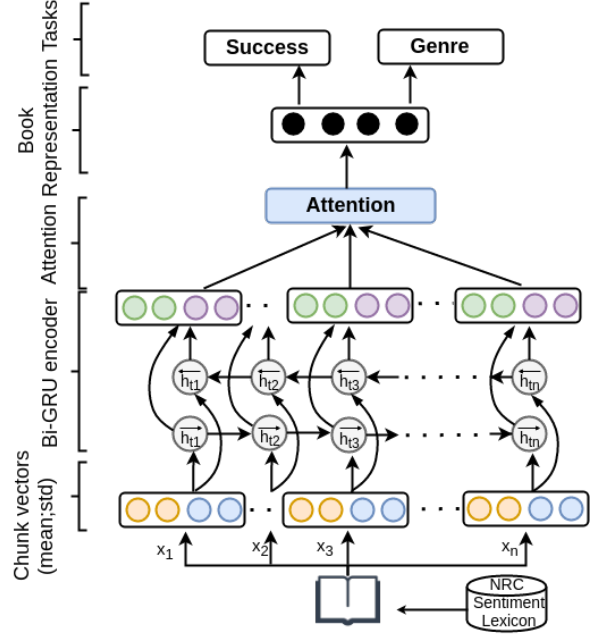 Tasks
Success
Genre
Book
Representation
Attention
Attention
Bi-GRU encoder
h_t1 h_t2 h_t3 h_tn
h_t1 h_t2 h_t3 h_tn
Chunk vectors
(mean;std)
x_1 x_2 x_3 x_n
NRC
Sentiment
Lexicon